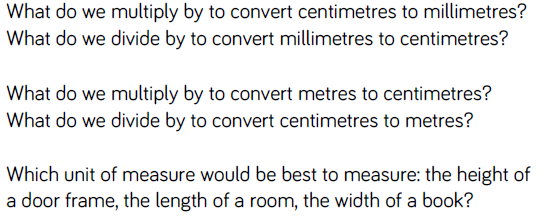 What do we multiply by to convert centimetres to millimetres?
What do we divide by to convert millimetres to centimetres?
What do we multiply by to convert metres to centimetres?
What do we divide by to convert centimetres to metres?
Which unit of measure would be best to measure: the height of
a door frame, the length of a room, the width of a book?